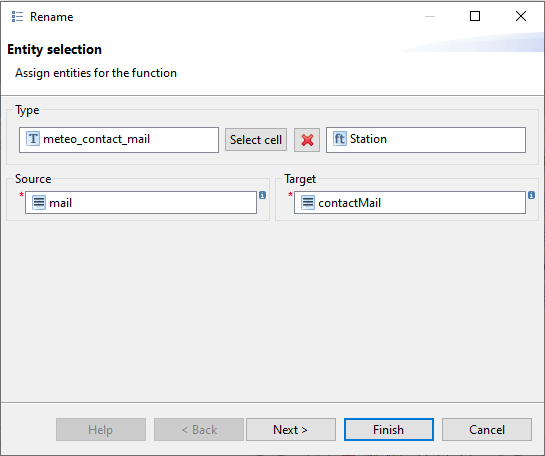 Rename
Entity selection
Assign entities for the function
Type
T meteo_contact_mail Select cell ft Station
Source Target
* mail i * contactMail i
Help < Back Next > Finish Cancel